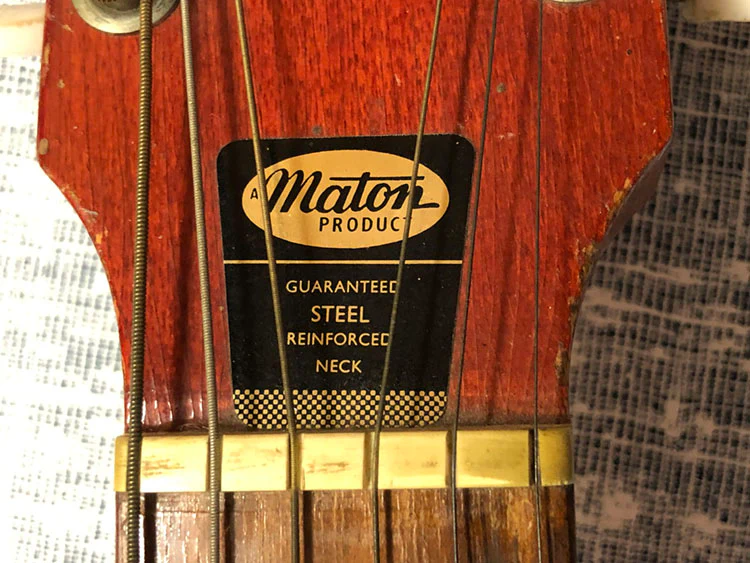 A Maton
PRODUCT
GUARANTEED
STEEL
REINFORCED
NECK